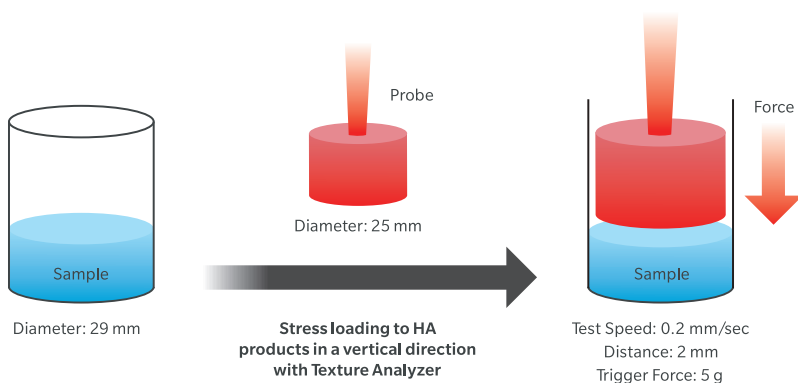 Probe
Force
Sample
Diameter: 25 mm
Sample
Diameter: 29 mm
Stress loading to HA
products in a vertical direction
with Texture Analyzer
Test Speed: 0.2 mm/sec
Distance: 2 mm
Trigger Force: 5 g